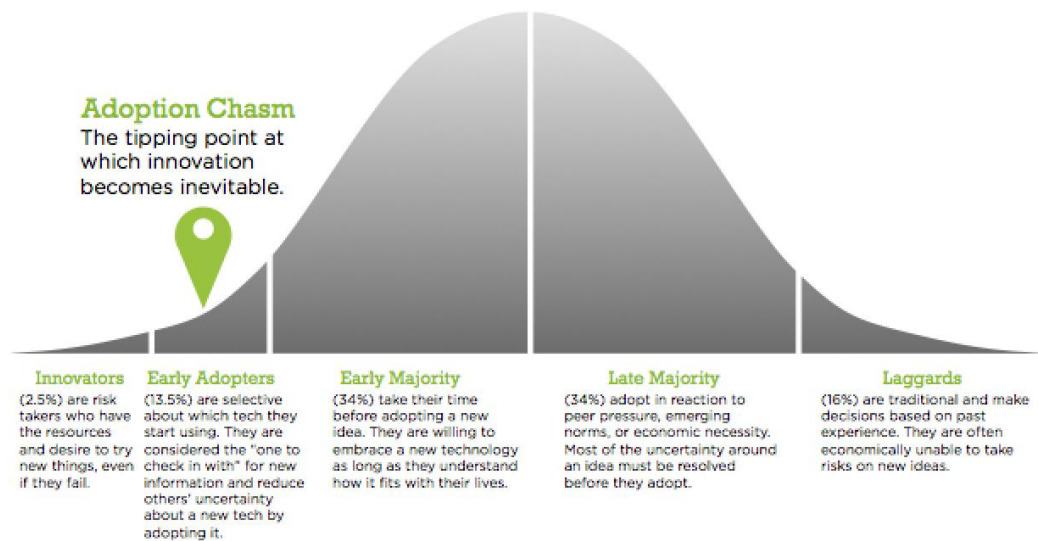 Adoption Chasm
The tipping point at
which innovation
becomes inevitable.
Innovators
(2.5%) are risk
takers who have
the resources
and desire to try
new things, even
if they fail.
Early Adopters
(13.5%) are selective
about which tech they
start using. They are
considered the "one to
check in with" for new
information and reduce
others' uncertainty
about a new tech by
adopting it.
Early Majority
(34%) take their time
before adopting a new
idea. They are willing to
embrace a new technology
as long as they understand
how it fits with their lives.
Late Majority
(34%) adopt in reaction to
peer pressure, emerging
norms, or economic necessity.
Most of the uncertainty around
an idea must be resolved
before they adopt.
Laggards
(16%) are traditional and make
decisions based on past
experience. They are often
economically unable to take
risks on new ideas.